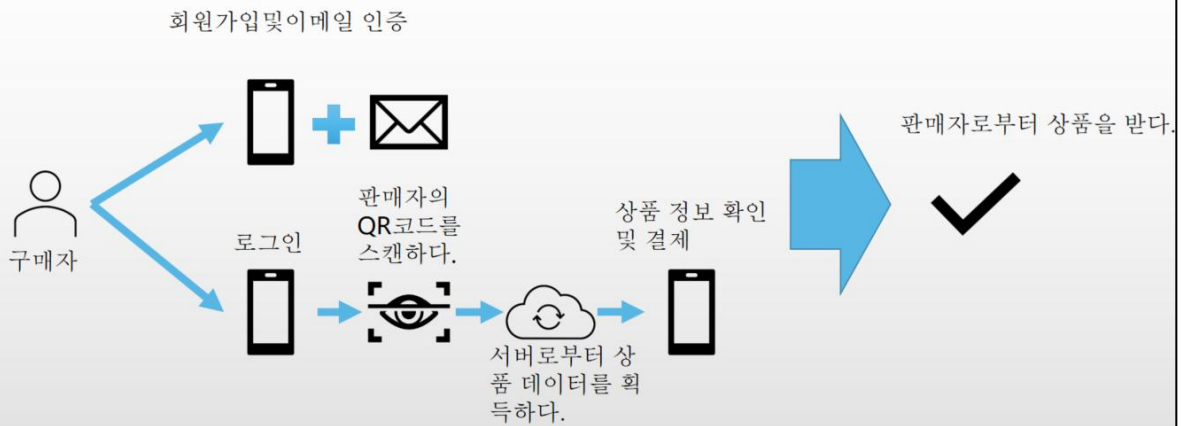 회원가입및이메일 인증
판매자로부터 상품을 받다.
구매자
로그인
판매자의
QR코드를
스캔하다.
서버로부터 상
품 데이터를 획
득하다.
상품 정보 확인
및 결제